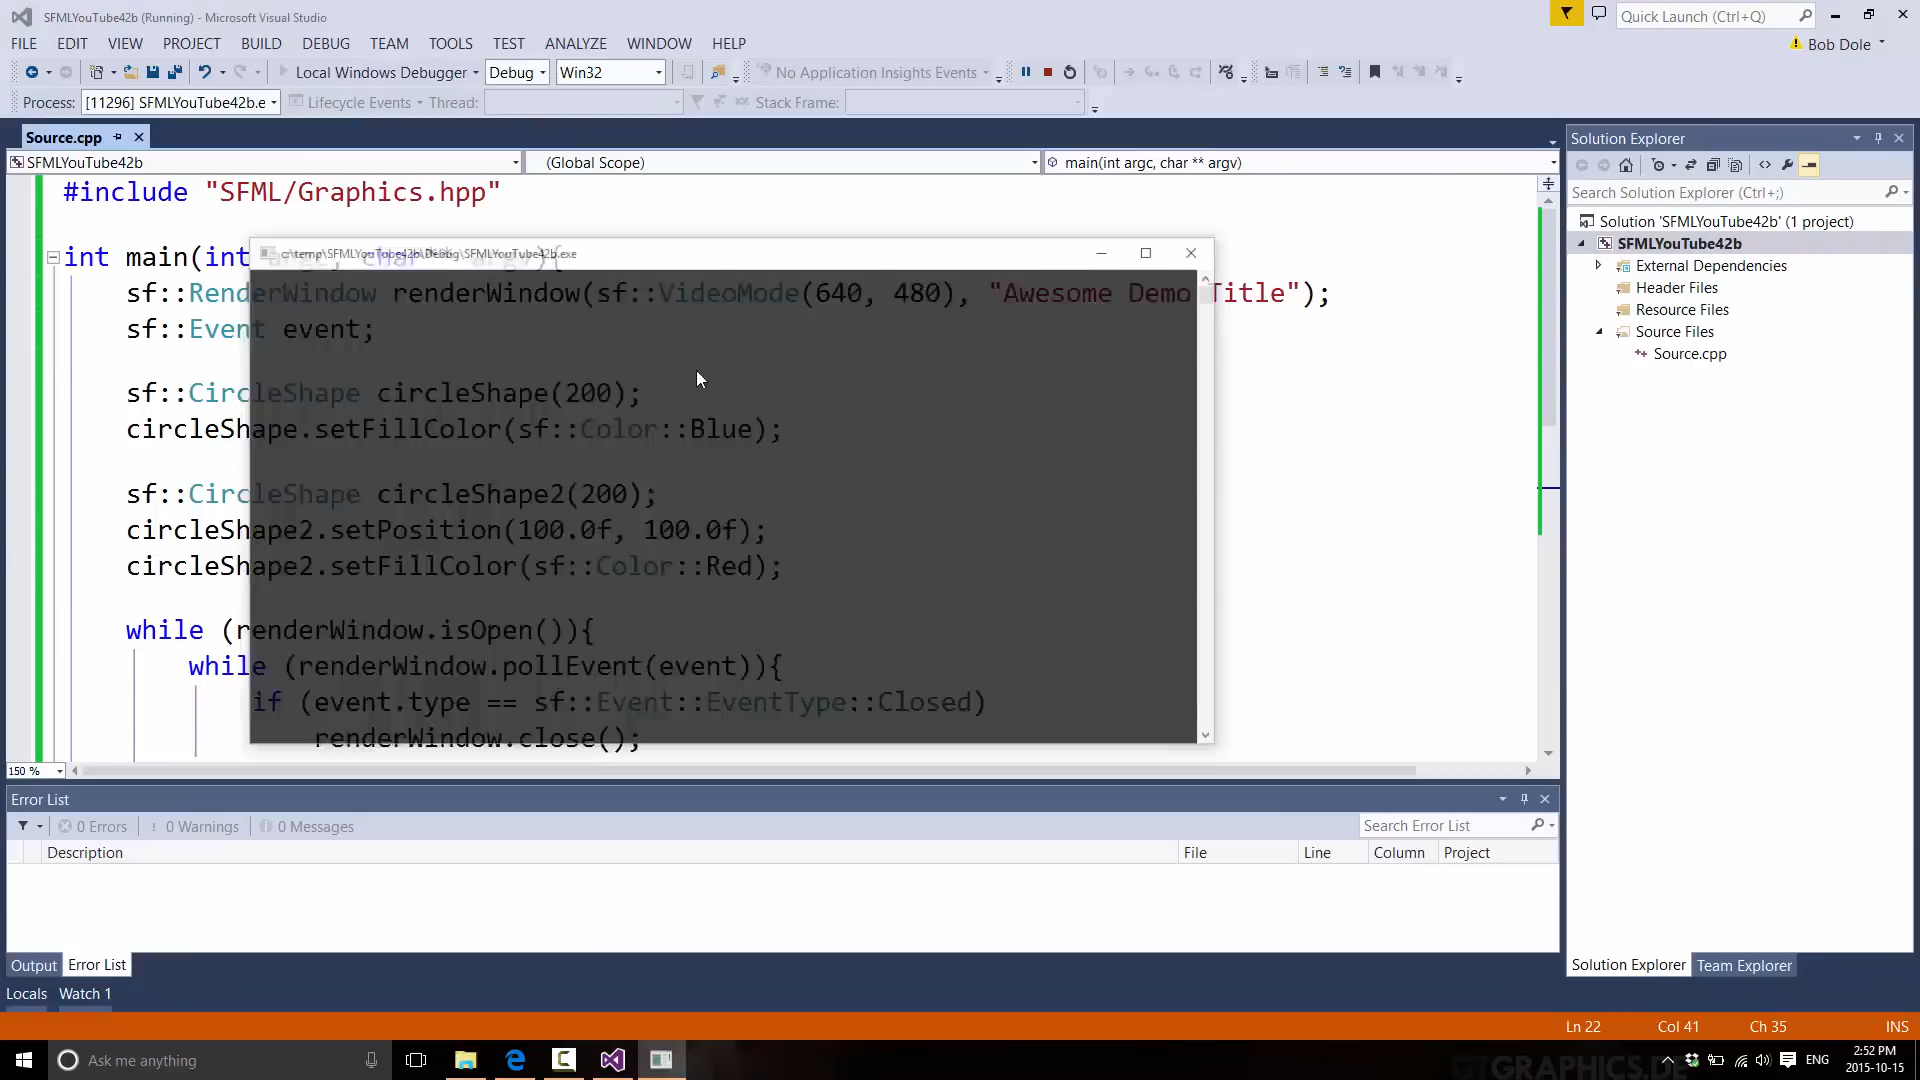 SFMLYouTube42b (Running) - Microsoft Visual Studio
Quick Launch (Ctrl+Q)
FILE EDIT VIEW PROJECT BUILD DEBUG TEAM TOOLS TEST ANALYZE WINDOW HELP
Bob Dole
Local Windows Debugger Debug Win32 No Application Insights Events
Process: [11296] SFMLYouTube42b.e Lifecycle Events Thread: Stack Frame:
Source.cpp
SFMLYouTube42b (Global Scope) main(int argc, char ** argv)
#include "SFML/Graphics.hpp"
c:\temp\SFMLYouTube42b\Debug\SFMLYouTube42b.exe
int main(int argc, char** argv){
sf::RenderWindow renderWindow(sf::VideoMode(640, 480), "Awesome Demo Title");
sf::Event event;
sf::CircleShape circleShape(200);
circleShape.setFillColor(sf::Color::Blue);
sf::CircleShape circleShape2(200);
circleShape2.setPosition(100.0f, 100.0f);
circleShape2.setFillColor(sf::Color::Red);
while (renderWindow.isOpen()){
while (renderWindow.pollEvent(event)){
if (event.type == sf::Event::EventType::Closed)
renderWindow.close();
150 %
Solution Explorer
Search Solution Explorer (Ctrl+;)
Solution 'SFMLYouTube42b' (1 project)
SFMLYouTube42b
External Dependencies
Header Files
Resource Files
Source Files
Source.cpp
Error List
0 Errors 0 Warnings 0 Messages
Search Error List
Description File Line Column Project
Output Error List
Solution Explorer Team Explorer
Locals Watch 1
Ln 22 Col 41 Ch 35 INS
Ask me anything
ENG
2:52 PM
2015-10-15